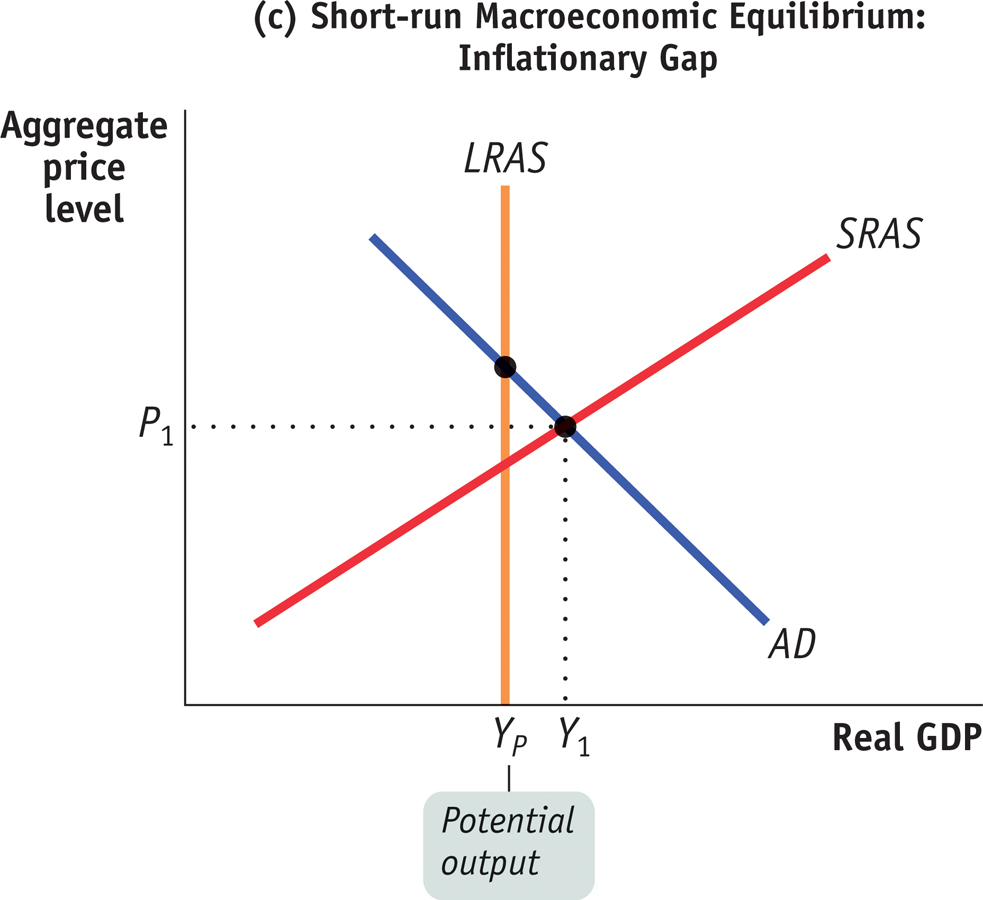 (c) Short-run Macroeconomic Equilibrium:
Inflationary Gap
Aggregate
price
level
LRAS
SRAS
P₁
AD
Yₚ Y₁
Real GDP
Potential
output